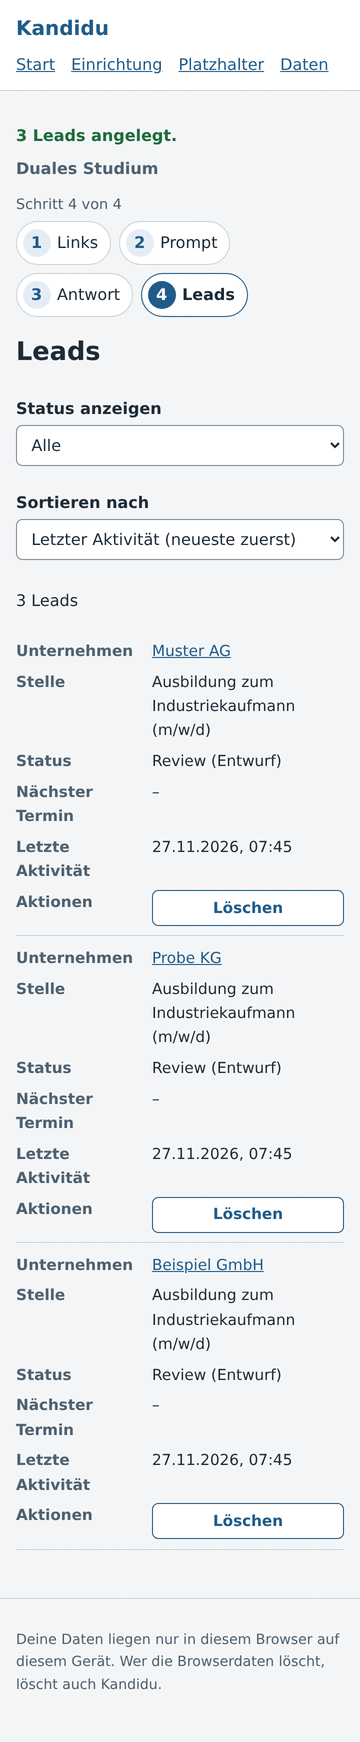 Kandidu
Start Einrichtung Platzhalter Daten
3 Leads angelegt.
Duales Studium
Schritt 4 von 4
1 Links 2 Prompt
3 Antwort 4 Leads
Leads
Status anzeigen
Alle
Sortieren nach
Letzter Aktivität (neueste zuerst)
3 Leads
Unternehmen Muster AG
Stelle Ausbildung zum
Industriekaufmann
(m/w/d)
Status Review (Entwurf)
Nächster –
Termin
Letzte 27.11.2026, 07:45
Aktivität
Aktionen Löschen
Unternehmen Probe KG
Stelle Ausbildung zum
Industriekaufmann
(m/w/d)
Status Review (Entwurf)
Nächster –
Termin
Letzte 27.11.2026, 07:45
Aktivität
Aktionen Löschen
Unternehmen Beispiel GmbH
Stelle Ausbildung zum
Industriekaufmann
(m/w/d)
Status Review (Entwurf)
Nächster –
Termin
Letzte 27.11.2026, 07:45
Aktivität
Aktionen Löschen
Deine Daten liegen nur in diesem Browser auf
diesem Gerät. Wer die Browserdaten löscht,
löscht auch Kandidu.